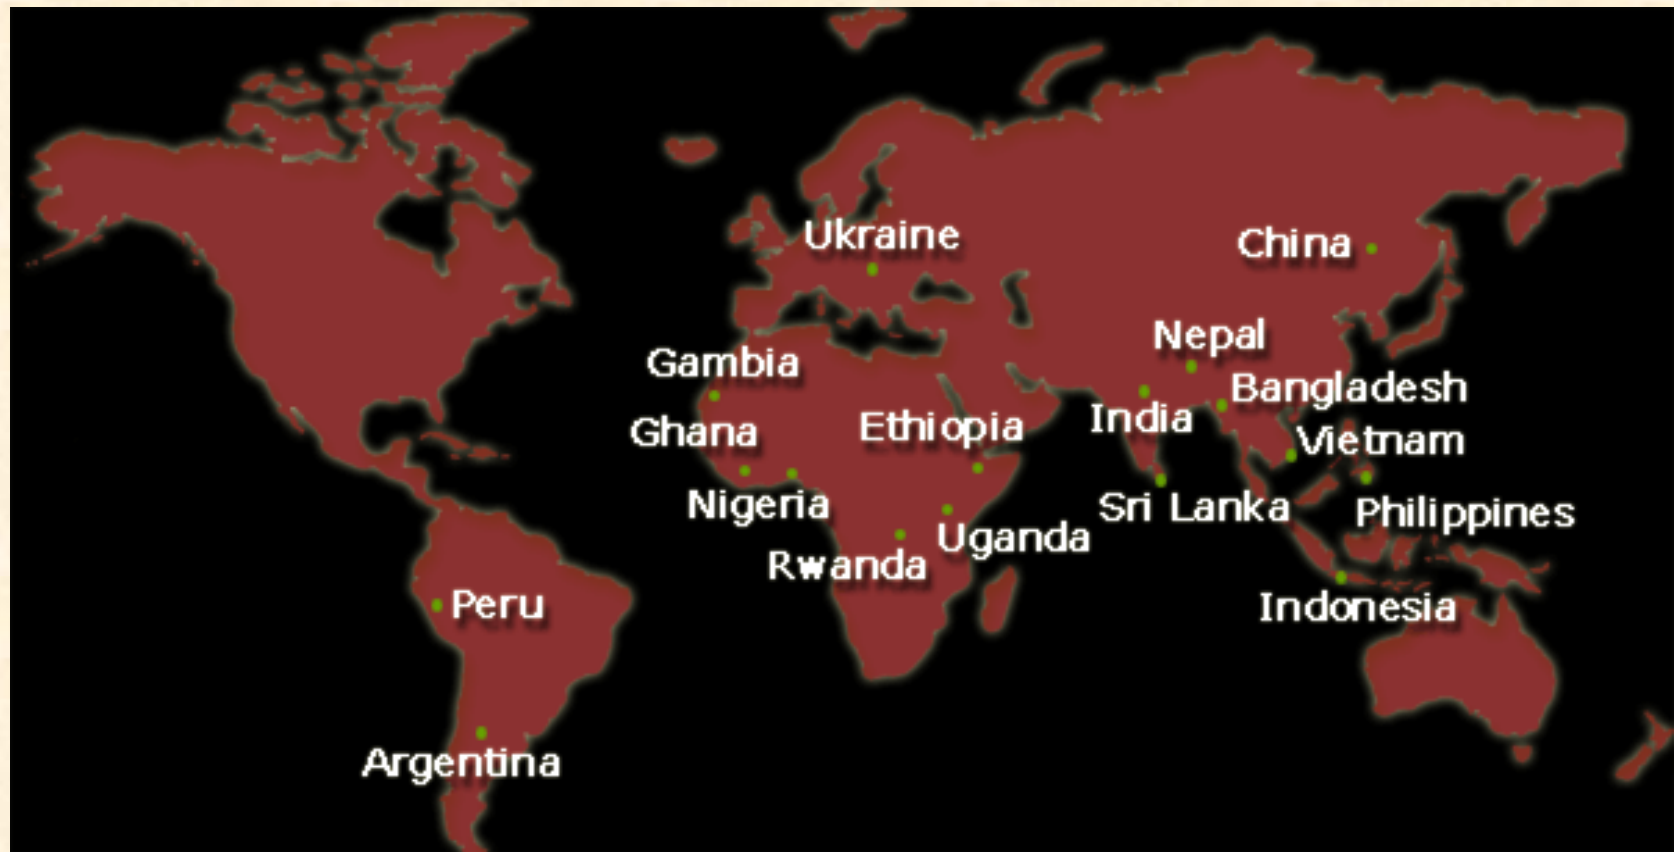 Ukraine
China
Nepal
Gambia
Bangladesh
India
Ethiopia
Ghana
Vietnam
Nigeria
Sri Lanka
Philippines
Uganda
Rwanda
Peru
Indonesia
Argentina